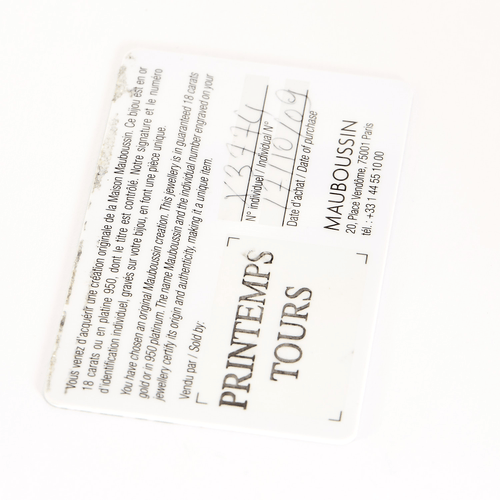 "Vous venez d'acquérir une création originale de la Maison Mauboussin. Ce bijou est en or
18 carats ou en platine 950, dont le titre est contrôlé. Notre signature et le numéro
d'identification individuel, gravés sur votre bijou, en font une pièce unique.
You have chosen an original Mauboussin creation. This jewellery is in guaranteed 18 carats
gold or in 950 platinum. The name Mauboussin and the individual number engraved on your
jewellery certify its origin and authenticity, making it a unique item.
Vendu par / Sold by:
PRINTEMPS
TOURS
X3774
N° individuel / Individual N°
17/10/09
Date d'achat / Date of purchase
MAUBOUSSIN
20, Place Vendôme, 75001 Paris
tél.: +33 1 44 55 10 00